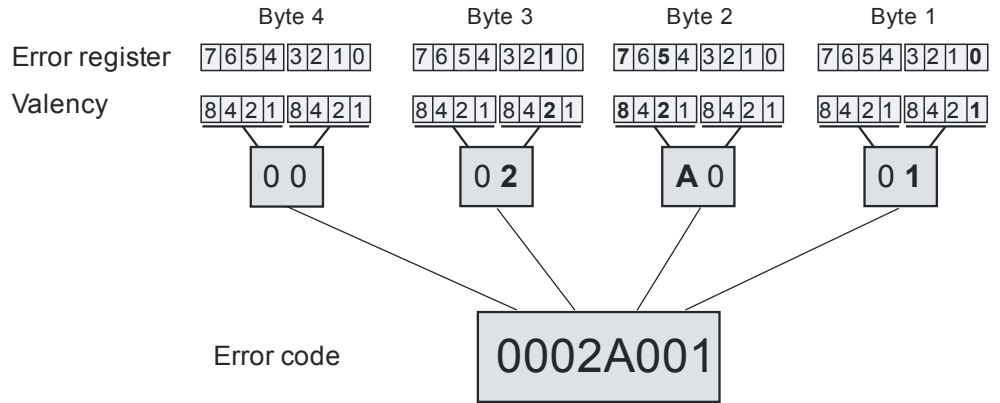 Byte 4 Byte 3 Byte 2 Byte 1
Error register 7 6 5 4 3 2 1 0 7 6 5 4 3 2 1 0 7 6 5 4 3 2 1 0 7 6 5 4 3 2 1 0
Valency 8 4 2 1 8 4 2 1 8 4 2 1 8 4 2 1 8 4 2 1 8 4 2 1 8 4 2 1 8 4 2 1
0 0 0 2 A 0 0 1
Error code 0002A001